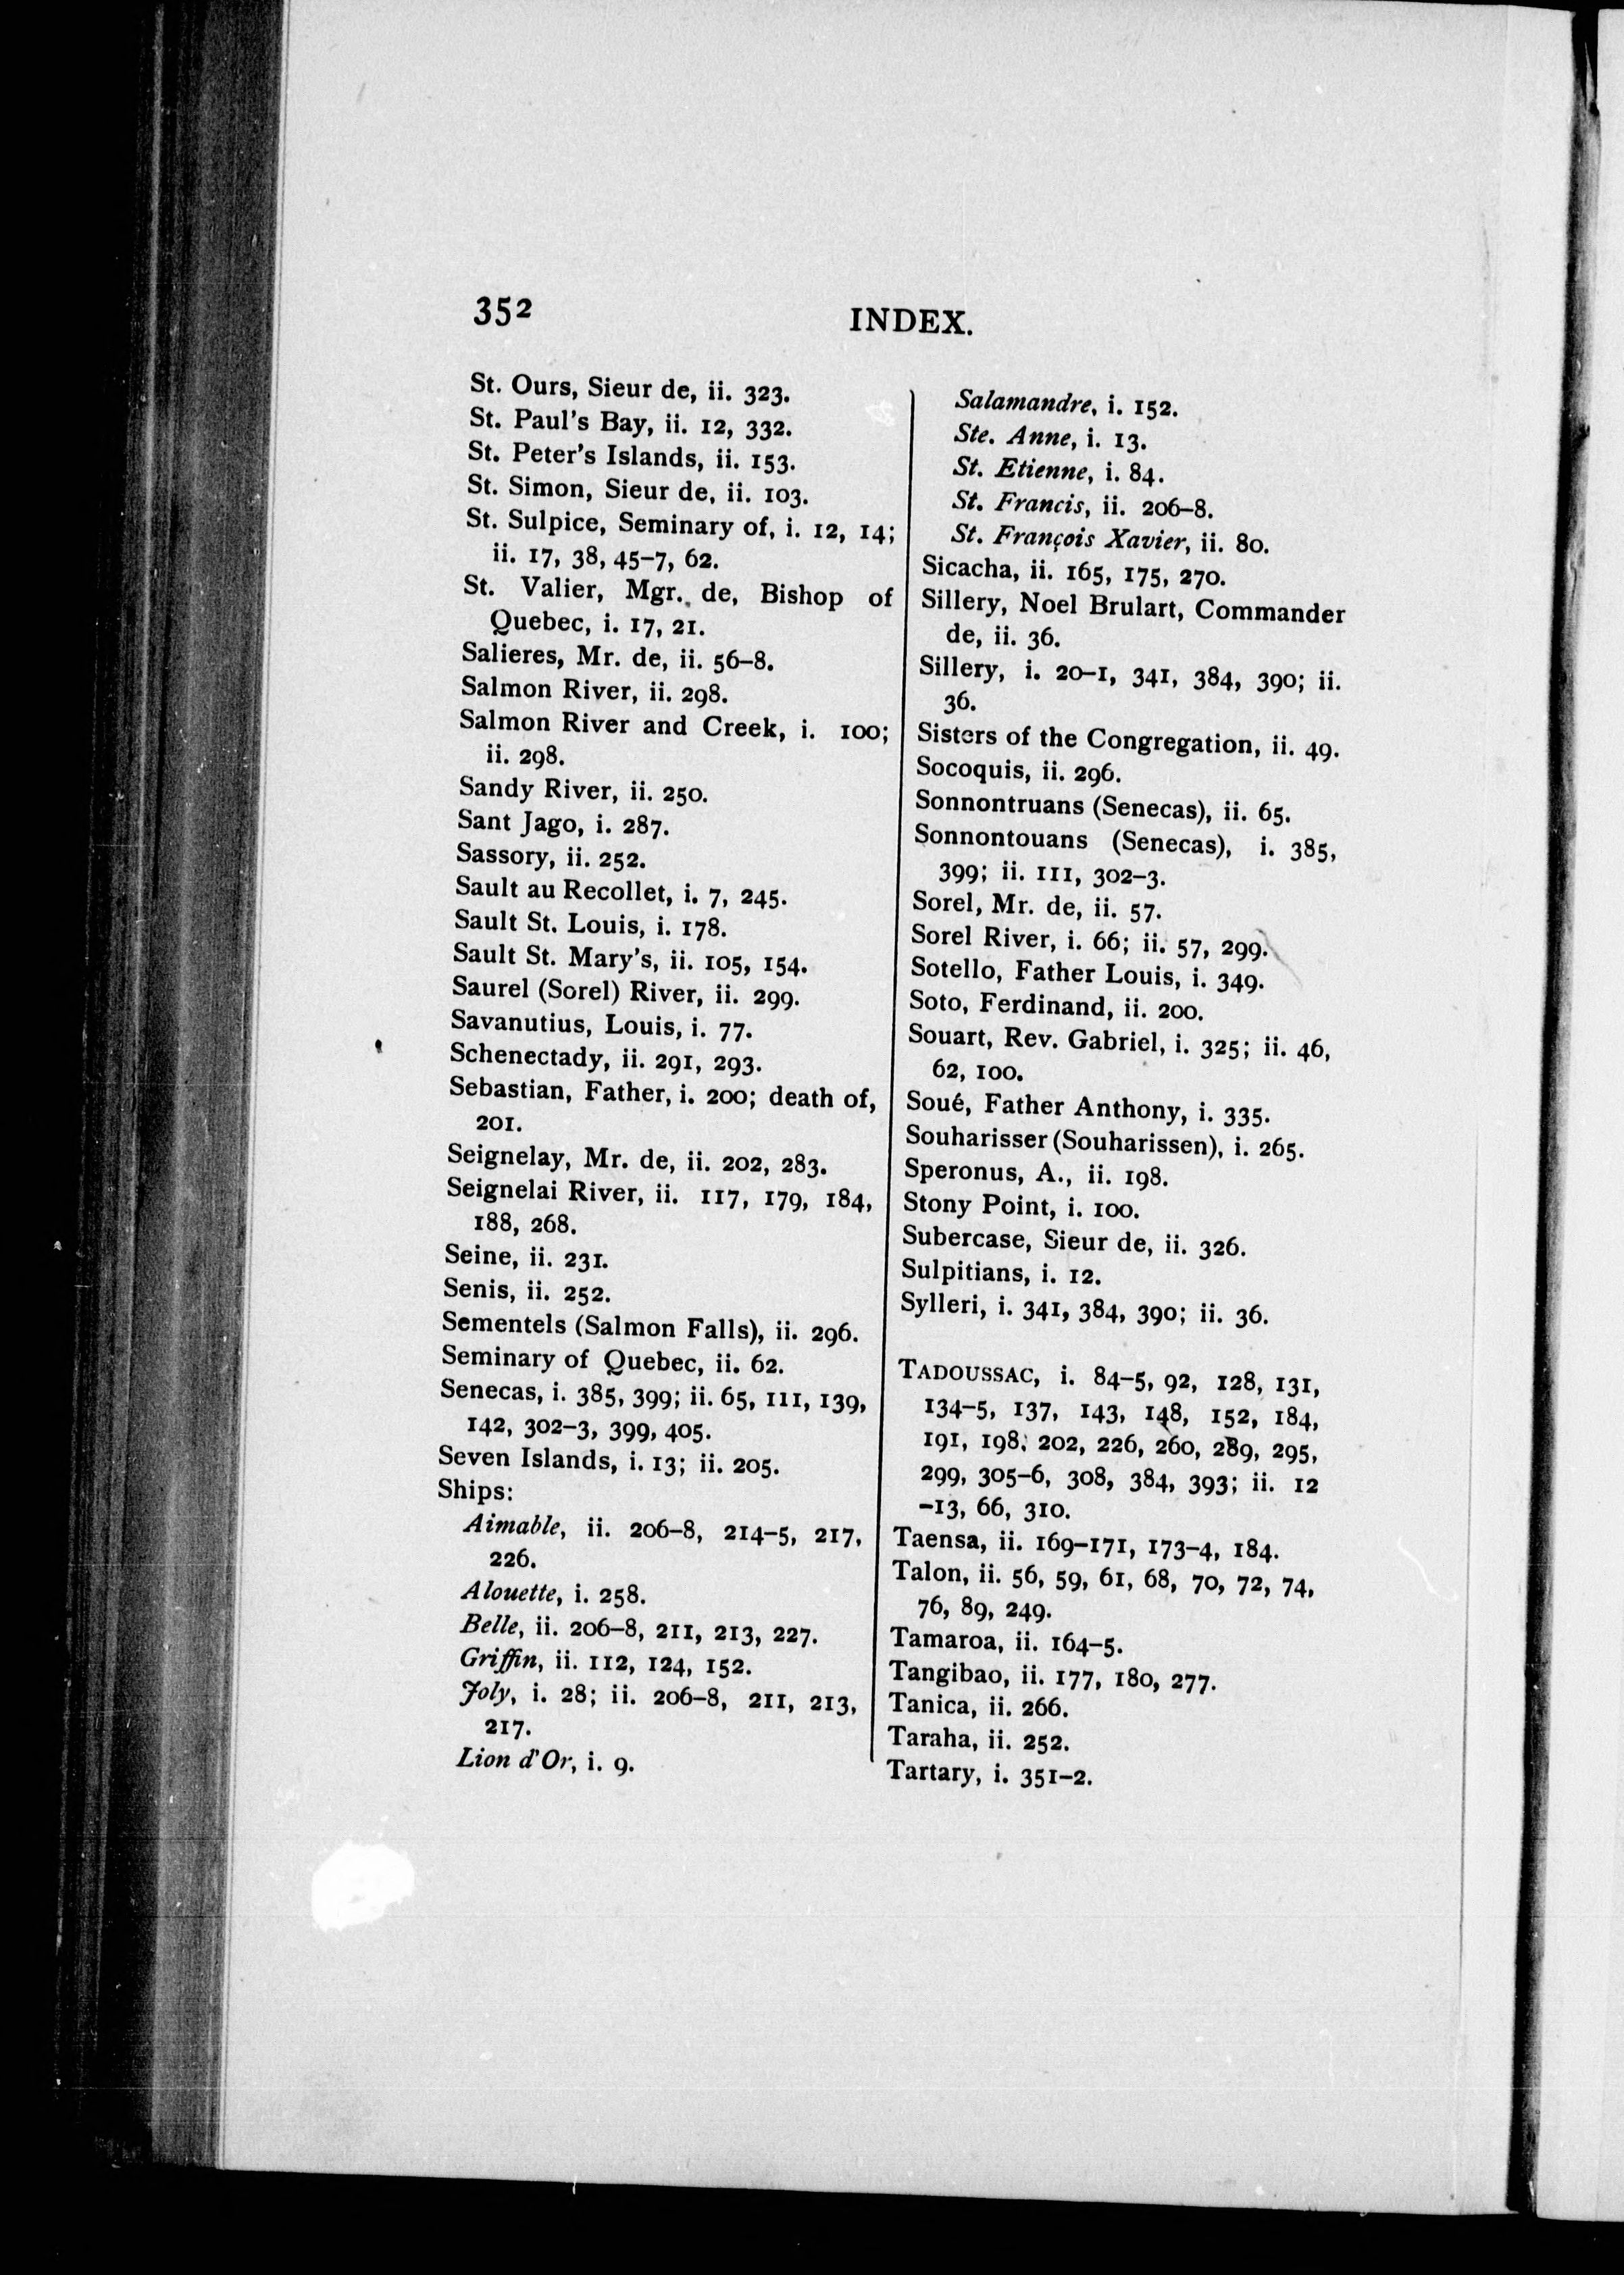 352
INDEX.
St. Ours, Sieur de, ii. 323.
St. Paul's Bay, ii. 12, 332.
St. Peter's Islands, ii. 153.
St. Simon, Sieur de, ii. 103.
St. Sulpice, Seminary of, i. 12, 14;
ii. 17, 38, 45–7, 62.
St. Valier, Mgr. de, Bishop of
Quebec, i. 17, 21.
Salieres, Mr. de, ii. 56–8.
Salmon River, ii. 298.
Salmon River and Creek, i. 100;
ii. 298.
Sandy River, ii. 250.
Sant Jago, i. 287.
Sassory, ii. 252.
Sault au Recollet, i. 7, 245.
Sault St. Louis, i. 178.
Sault St. Mary's, ii. 105, 154.
Saurel (Sorel) River, ii. 299.
Savanutius, Louis, i. 77.
Schenectady, ii. 291, 293.
Sebastian, Father, i. 200; death of,
201.
Seignelay, Mr. de, ii. 202, 283.
Seignelai River, ii. 117, 179, 184,
188, 268.
Seine, ii. 231.
Senis, ii. 252.
Sementels (Salmon Falls), ii. 296.
Seminary of Quebec, ii. 62.
Senecas, i. 385, 399; ii. 65, 111, 139,
142, 302–3, 399, 405.
Seven Islands, i. 13; ii. 205.
Ships:
Aimable, ii. 206–8, 214–5, 217,
226.
Alouette, i. 258.
Belle, ii. 206–8, 211, 213, 227.
Griffin, ii. 112, 124, 152.
Joly, i. 28; ii. 206–8, 211, 213,
217.
Lion d'Or, i. 9.
Salamandre, i. 152.
Ste. Anne, i. 13.
St. Etienne, i. 84.
St. Francis, ii. 206–8.
St. François Xavier, ii. 80.
Sicacha, ii. 165, 175, 270.
Sillery, Noel Brulart, Commander
de, ii. 36.
Sillery, i. 20–1, 341, 384, 390; ii.
36.
Sisters of the Congregation, ii. 49.
Socoquis, ii. 296.
Sonnontruans (Senecas), ii. 65.
Sonnontouans (Senecas), i. 385,
399; ii. 111, 302–3.
Sorel, Mr. de, ii. 57.
Sorel River, i. 66; ii. 57, 299.
Sotello, Father Louis, i. 349.
Soto, Ferdinand, ii. 200.
Souart, Rev. Gabriel, i. 325; ii. 46,
62, 100.
Soué, Father Anthony, i. 335.
Souharisser (Souharissen), i. 265.
Speronus, A., ii. 198.
Stony Point, i. 100.
Subercase, Sieur de, ii. 326.
Sulpitians, i. 12.
Sylleri, i. 341, 384, 390; ii. 36.
TADOUSSAC, i. 84–5, 92, 128, 131,
134–5, 137, 143, 148, 152, 184,
191, 198, 202, 226, 260, 289, 295,
299, 305–6, 308, 384, 393; ii. 12
–13, 66, 310.
Taensa, ii. 169–171, 173–4, 184.
Talon, ii. 56, 59, 61, 68, 70, 72, 74,
76, 89, 249.
Tamaroa, ii. 164–5.
Tangibao, ii. 177, 180, 277.
Tanica, ii. 266.
Taraha, ii. 252.
Tartary, i. 351–2.